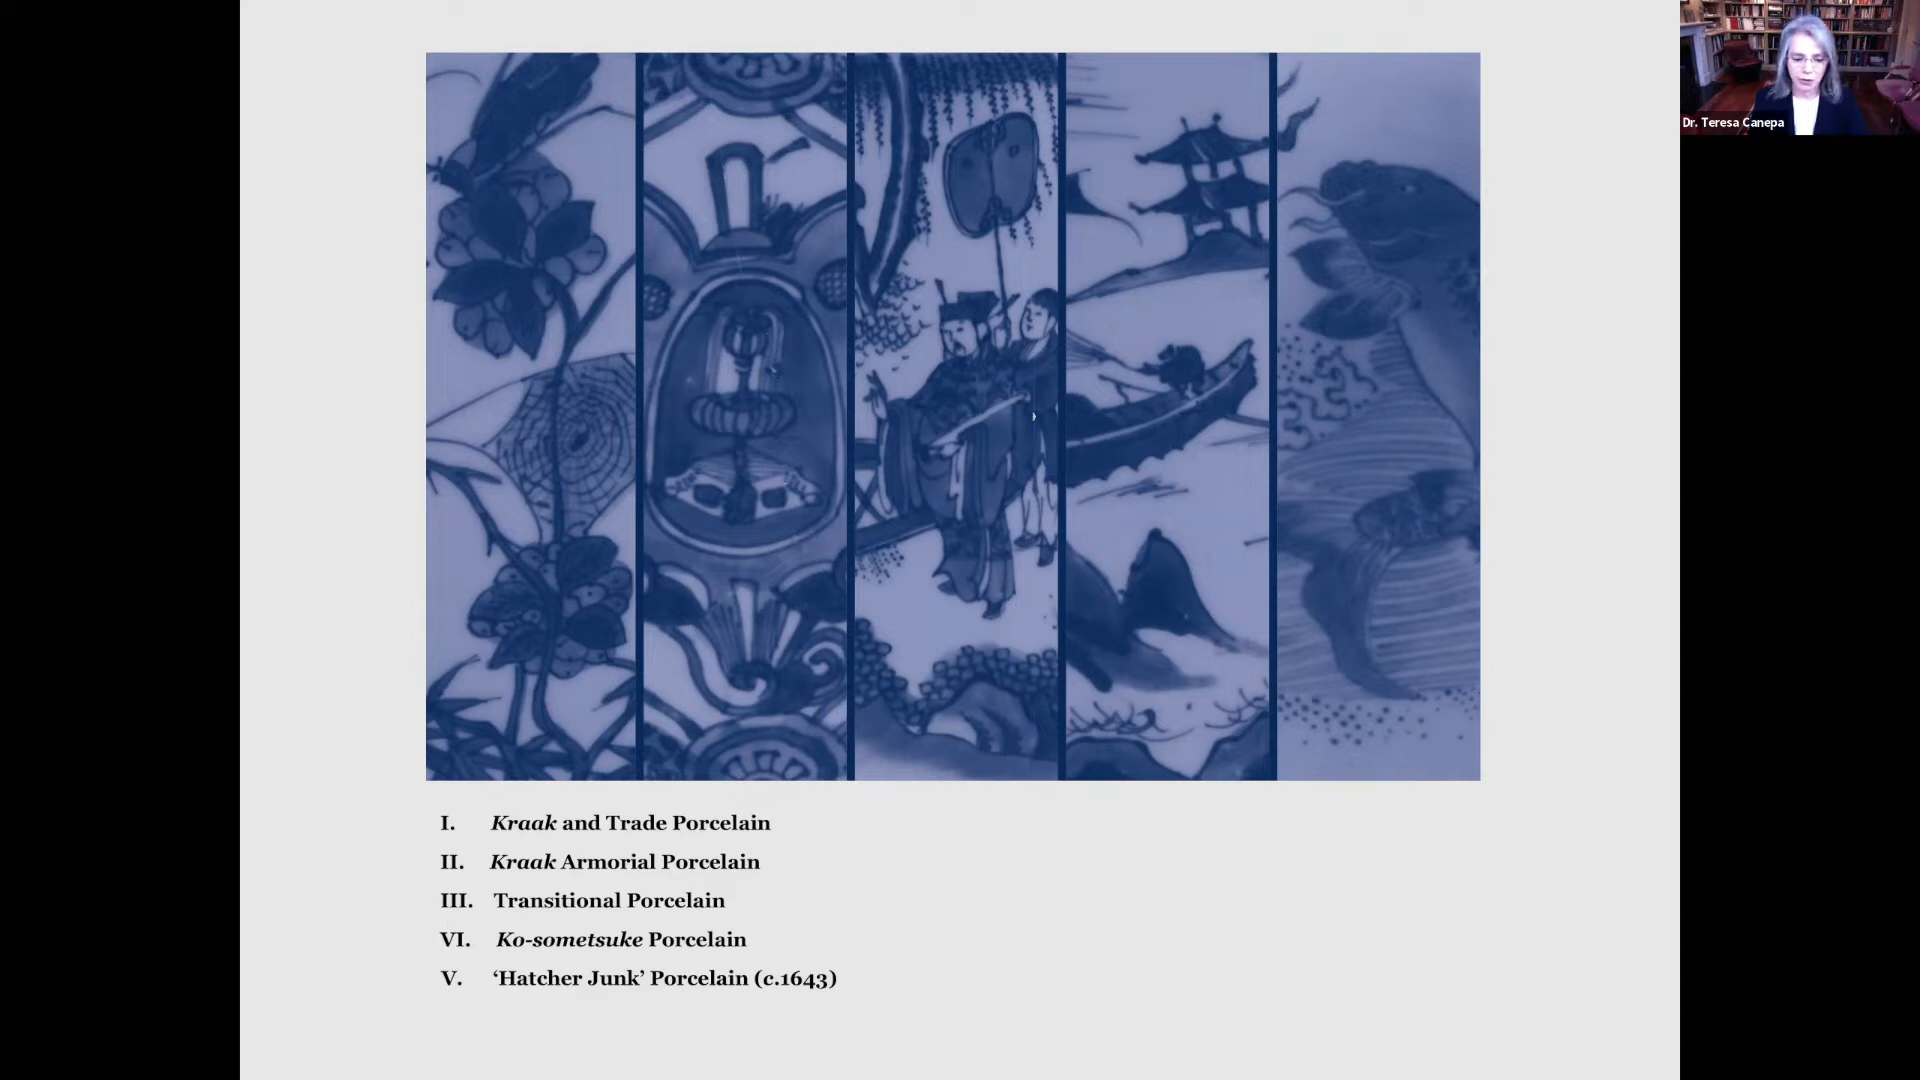 Dr. Teresa Canepa
I. Kraak and Trade Porcelain
II. Kraak Armorial Porcelain
III. Transitional Porcelain
VI. Ko-sometsuke Porcelain
V. ‘Hatcher Junk’ Porcelain (c.1643)